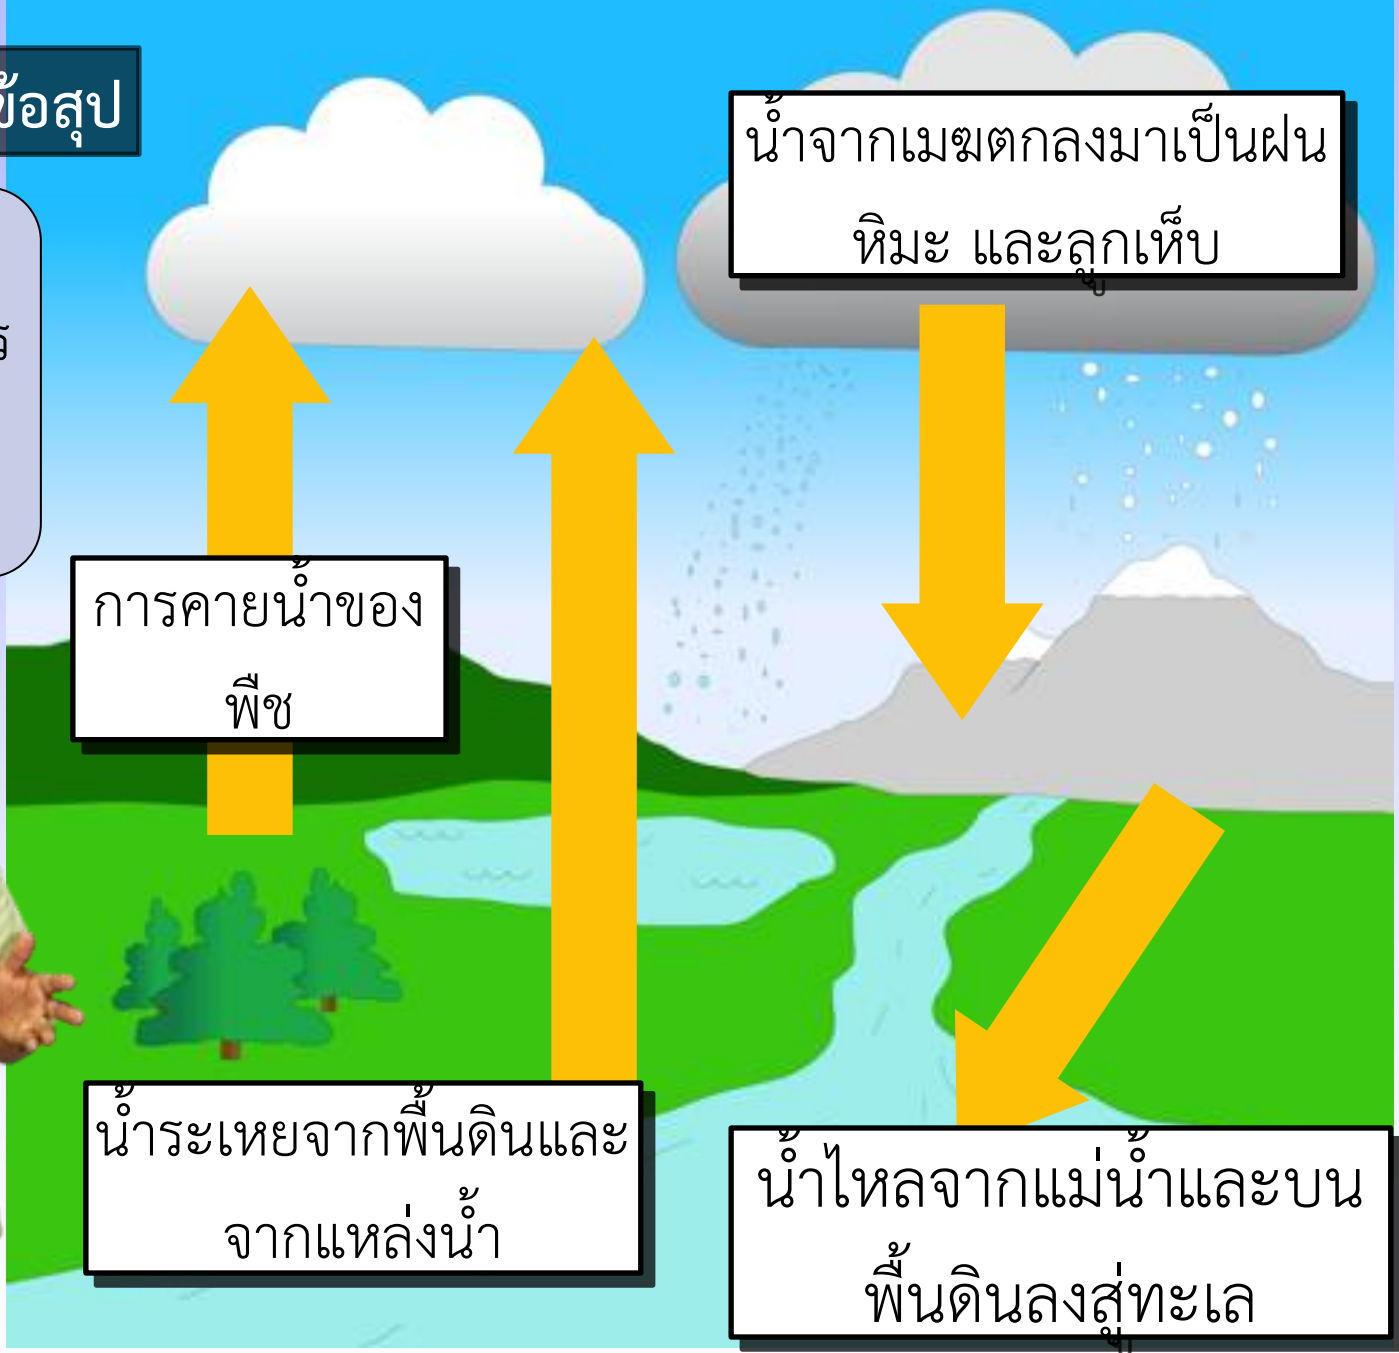 ข้อสุป
น้ำจากเมฆตกลงมาเป็นฝน
หิมะ และลูกเห็บ
การคายน้ำของ
พืช
น้ำระเหยจากพื้นดินและ
จากแหล่งน้ำ
น้ำไหลจากแม่น้ำและบน
พื้นดินลงสู่ทะเล